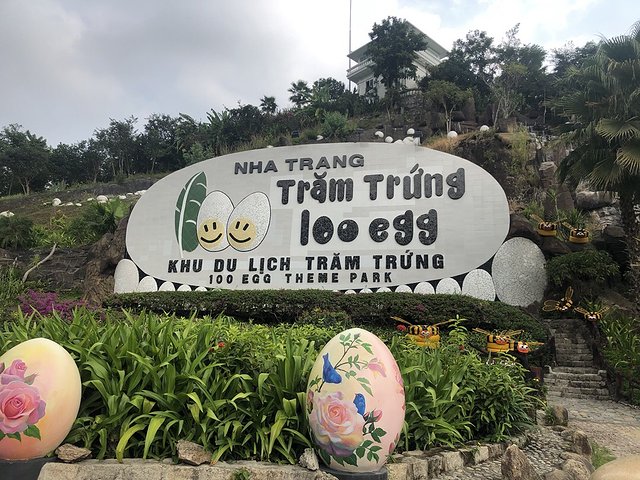 NHA TRANG
Trăm Trứng
100 egg
KHU DU LỊCH TRĂM TRỨNG
100 EGG THEME PARK